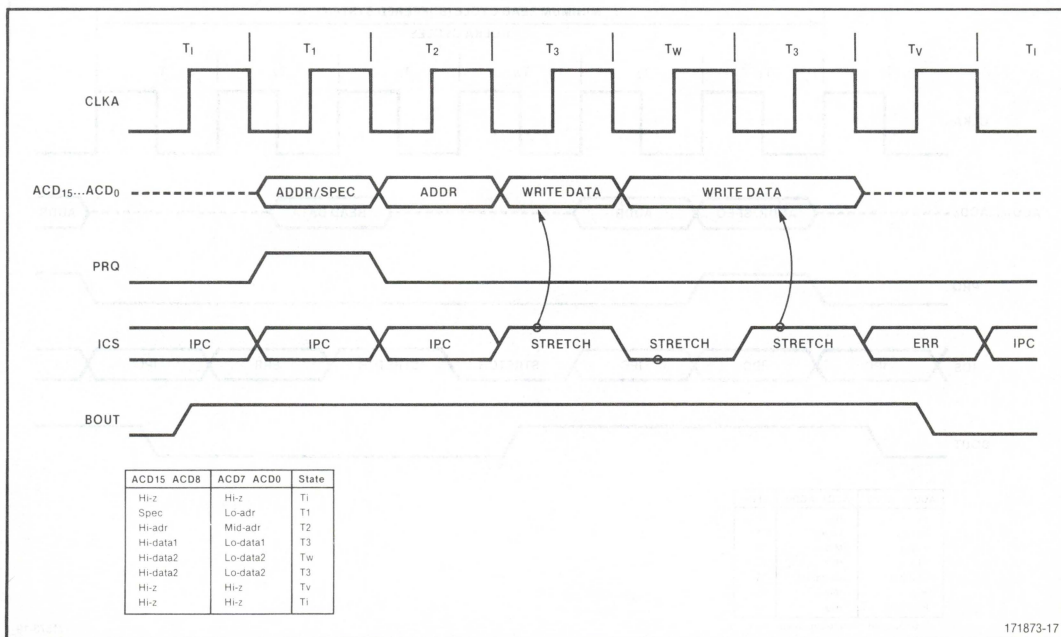 TI T1 T2 T3 TW T3 TV TI
CLKA
ACD15...ACD0 ADDR/SPEC ADDR WRITE DATA WRITE DATA
PRQ
ICS IPC IPC IPC STRETCH STRETCH STRETCH ERR IPC
BOUT
ACD15 ACD8 ACD7 ACD0 State
Hi-z Hi-z Ti
Spec Lo-adr T1
Hi-adr Mid-adr T2
Hi-data1 Lo-data1 T3
Hi-data2 Lo-data2 Tw
Hi-data2 Lo-data2 T3
Hi-z Hi-z Tv
Hi-z Hi-z Ti
171873-17